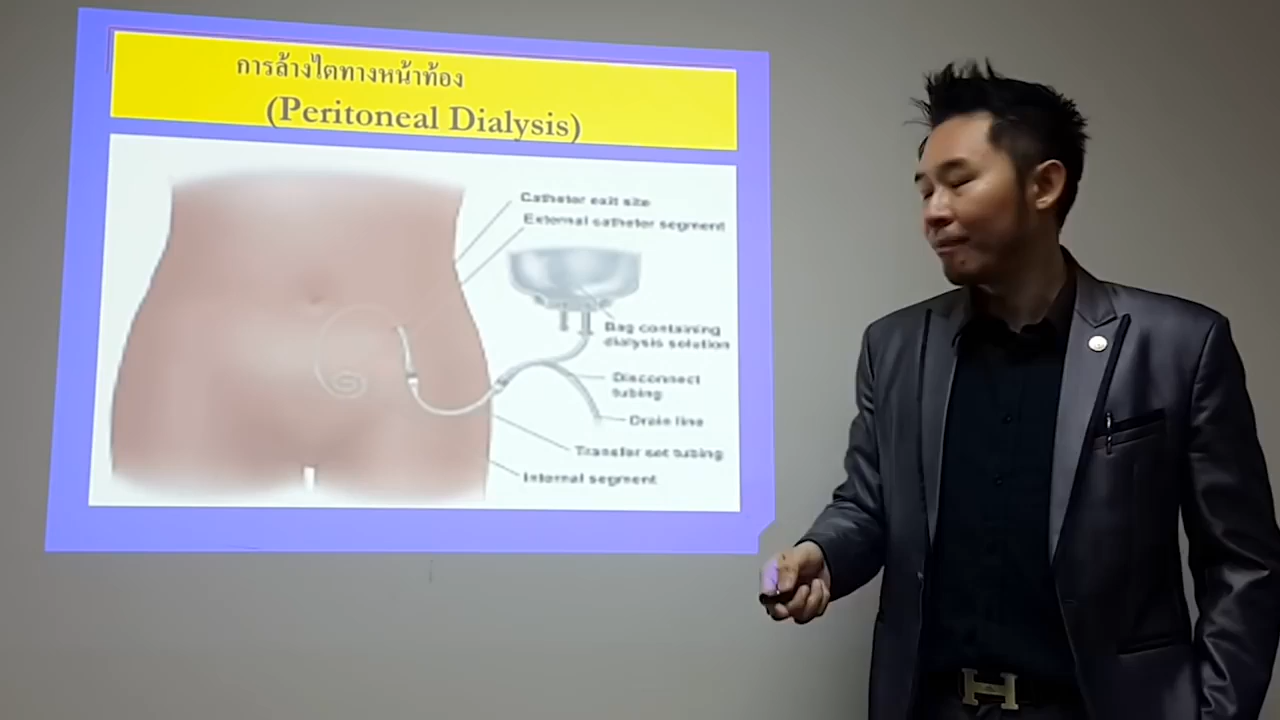 การล้างไตทางหน้าท้อง
(Peritoneal Dialysis)
Catheter exit site
External catheter segment
Bag containing
dialysis solution
Disconnect
tubing
Drain line
Transfer set tubing
Internal segment